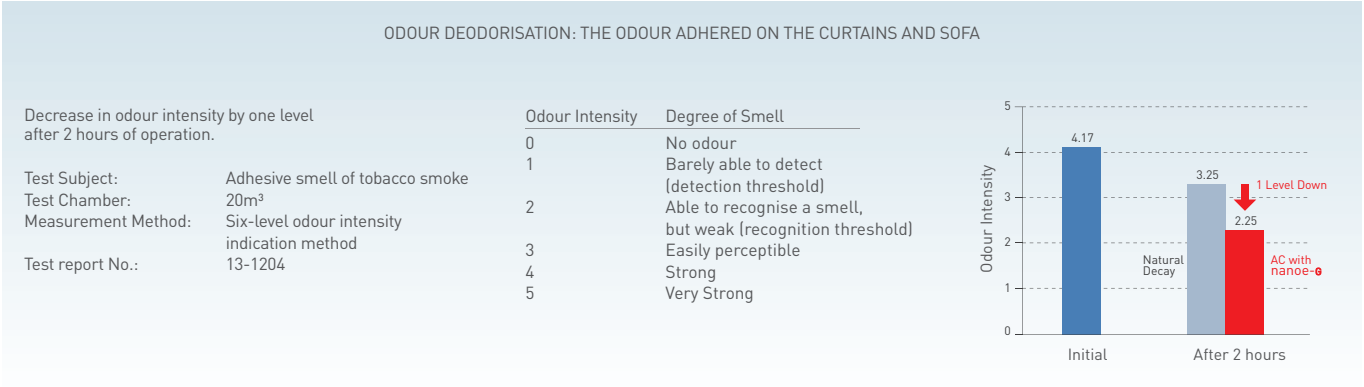 ODOUR DEODORISATION: THE ODOUR ADHERED ON THE CURTAINS AND SOFA
Decrease in odour intensity by one level
after 2 hours of operation.
Test Subject: Adhesive smell of tobacco smoke
Test Chamber: 20m³
Measurement Method: Six-level odour intensity
indication method
Test report No.: 13-1204
Odour Intensity Degree of Smell
0 No odour
1 Barely able to detect
(detection threshold)
2 Able to recognise a smell,
but weak (recognition threshold)
3 Easily perceptible
4 Strong
5 Very Strong
Odour Intensity
5
4
3
2
1
0
4.17
3.25
1 Level Down
2.25
Natural
Decay
AC with
nanoe-G
Initial
After 2 hours